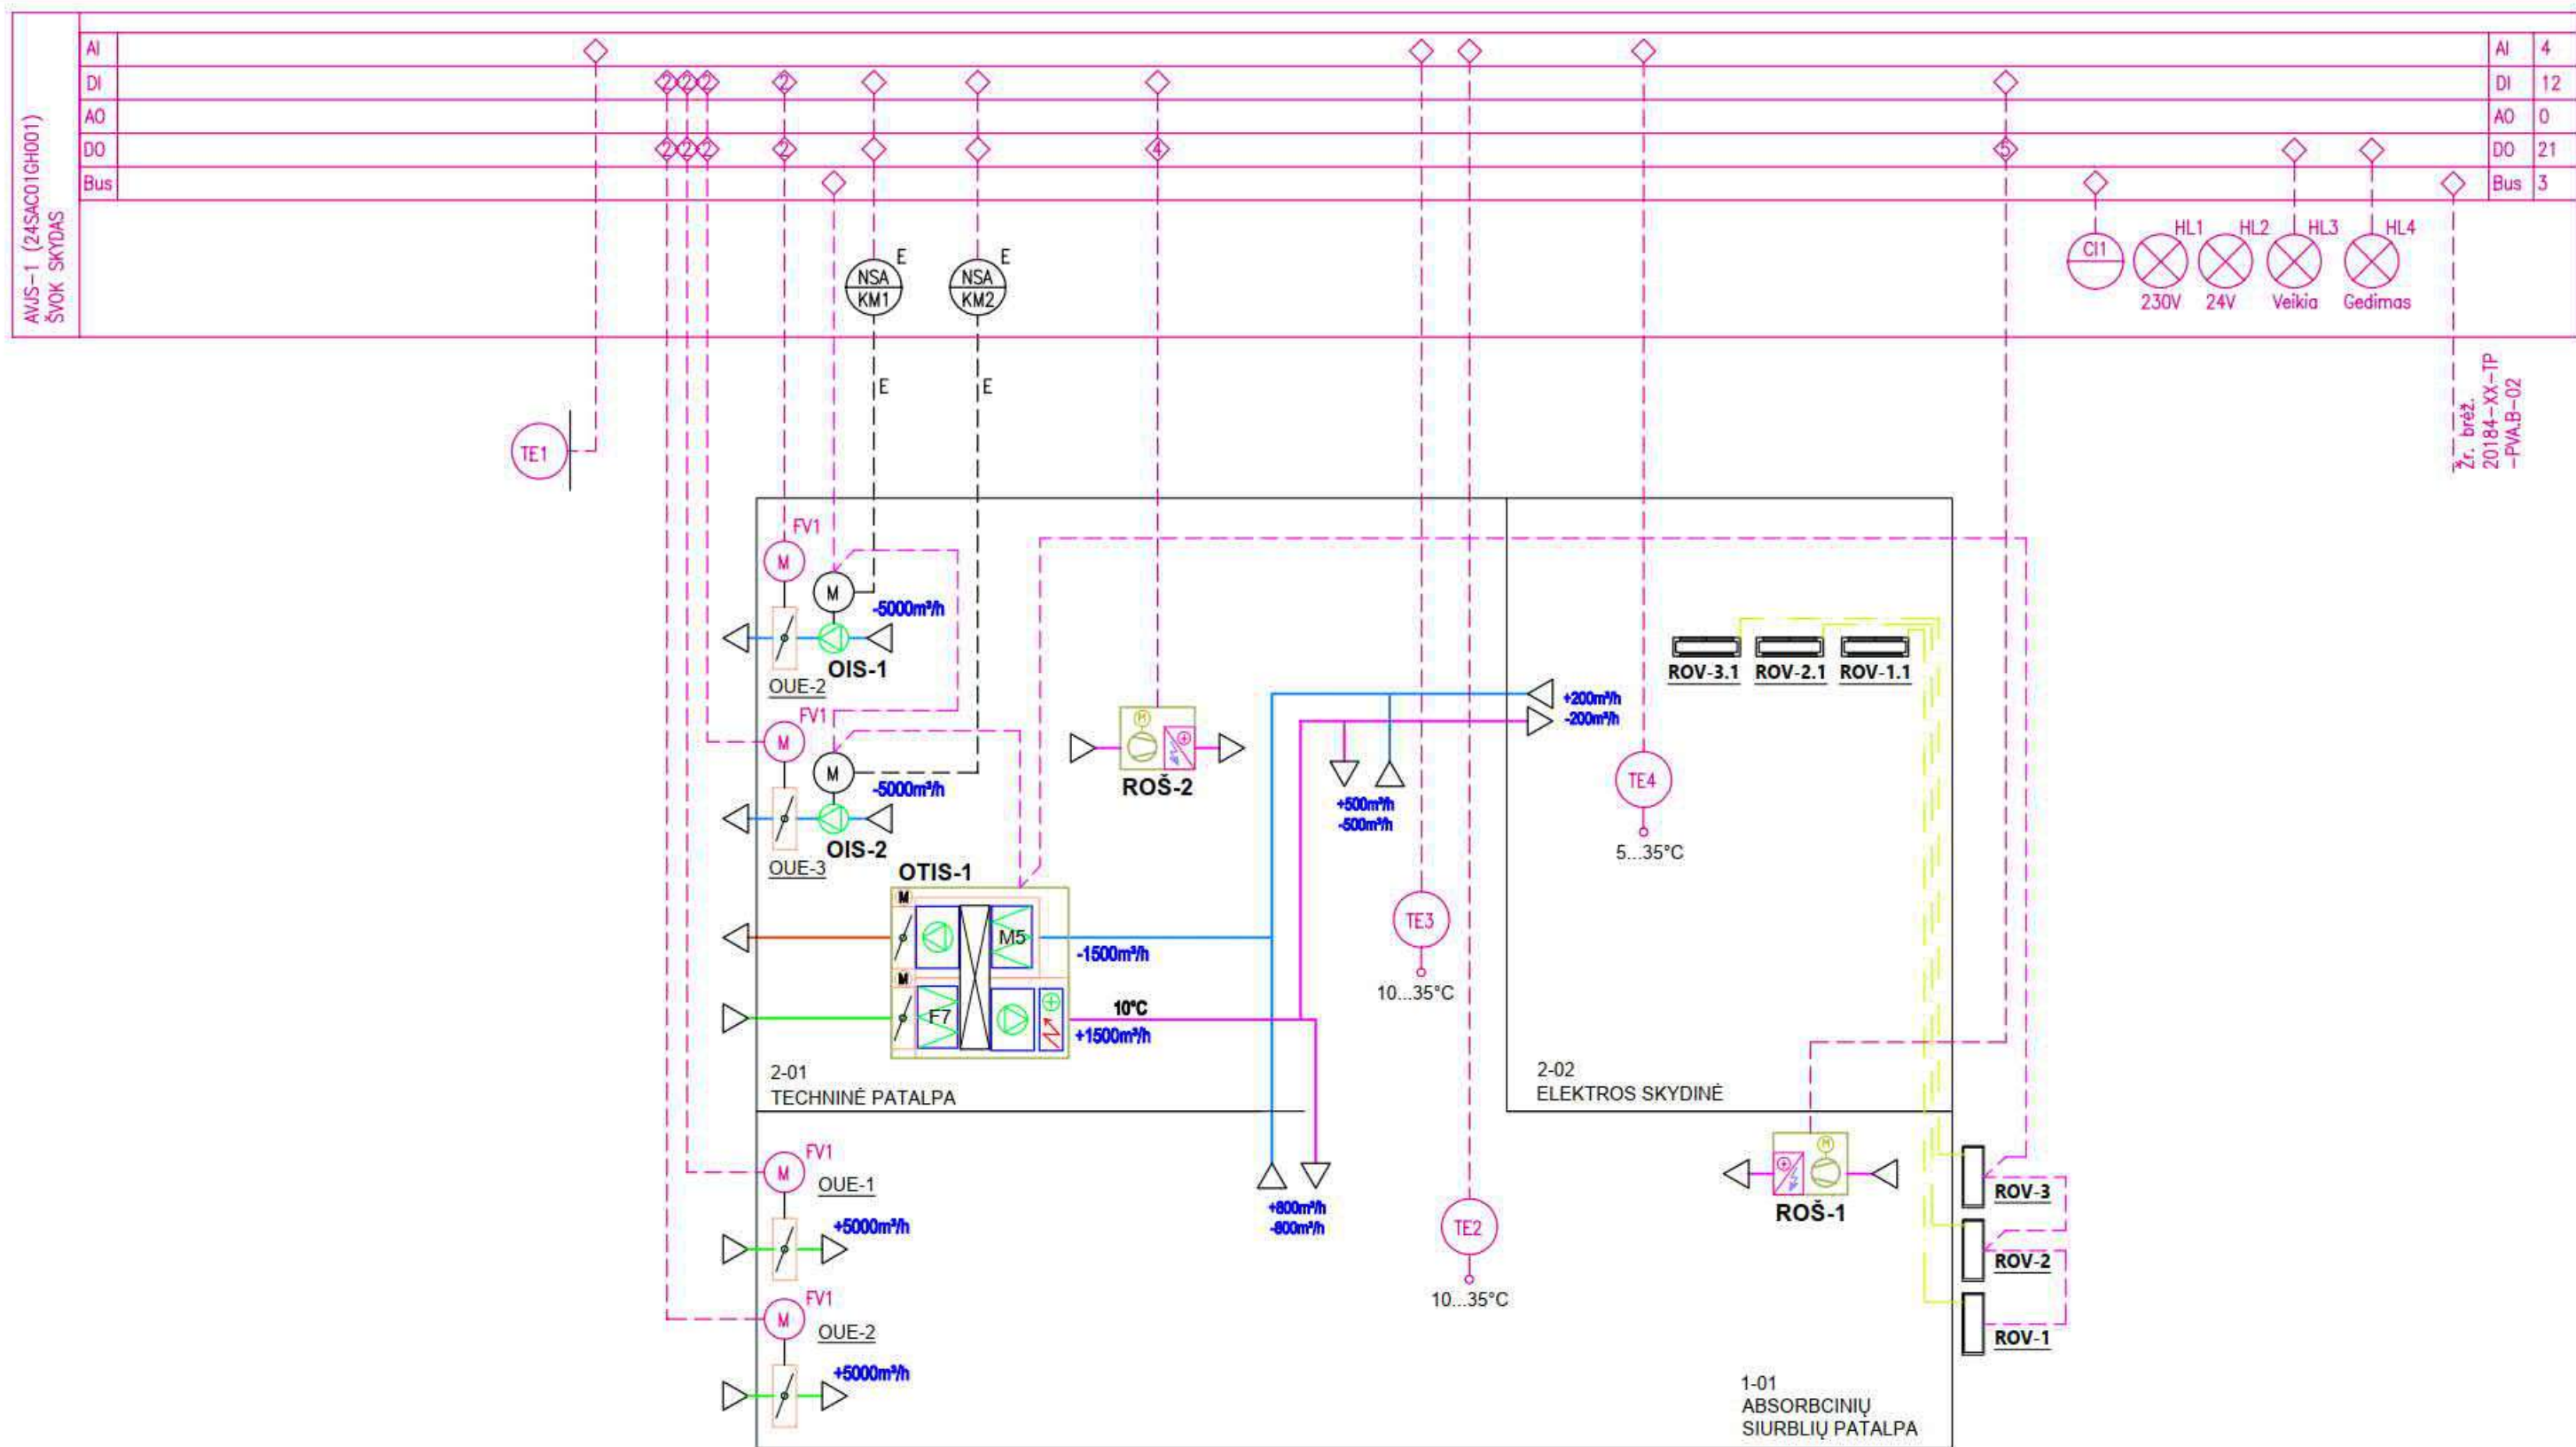 AVJS-1 (24SAC01GH001)
ŠVOK SKYDAS
AI
AI 4
DI 2 2 2 2
DI 12
AO
AO 0
DO 2 2 2 2 4 5
DO 21
Bus
Bus 3
NSA
KM1
E
NSA
KM2
E
CI1
HL1
230V
HL2
24V
HL3
Veikia
HL4
Gedimas
E
E
Žr. brėž.
20184-XX-TP
-PVA.B-02
TE1
FV1
M
M
-5000m³/h
OIS-1
OUE-2
FV1
M
M
-5000m³/h
OIS-2
OUE-3
M
ROŠ-2
ROV-3.1
ROV-2.1
ROV-1.1
+200m³/h
-200m³/h
+500m³/h
-500m³/h
TE4
5...35°C
OTIS-1
M
M5
-1500m³/h
M
F7
10°C
+1500m³/h
TE3
10...35°C
2-01
TECHNINĖ PATALPA
2-02
ELEKTROS SKYDINĖ
FV1
M
OUE-1
+5000m³/h
FV1
M
OUE-2
+5000m³/h
+800m³/h
-800m³/h
TE2
10...35°C
M
ROŠ-1
ROV-3
ROV-2
ROV-1
1-01
ABSORBCINIŲ
SIURBLIŲ PATALPA